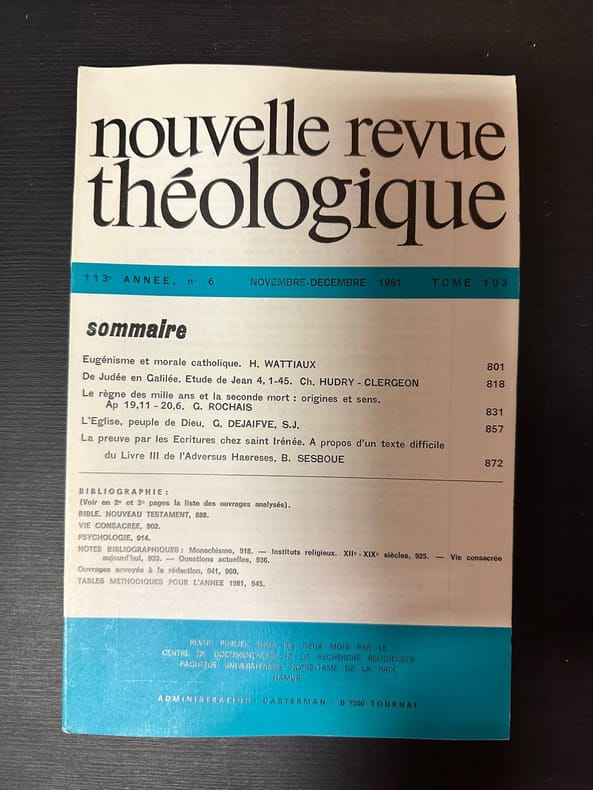 nouvelle revue
théologique
113e ANNEE, n° 6 NOVEMBRE-DECEMBRE 1981 TOME 103
sommaire
Eugénisme et morale catholique. H. WATTIAUX 801
De Judée en Galilée. Etude de Jean 4, 1-45. Ch. HUDRY - CLERGEON 818
Le règne des mille ans et la seconde mort : origines et sens.
Ap 19,11 - 20,6. G. ROCHAIS 831
L'Eglise, peuple de Dieu. G. DEJAIFVE, S.J. 857
La preuve par les Ecritures chez saint Irénée. A propos d'un texte difficile
du Livre III de l'Adversus Haereses. B. SESBOUE 872
BIBLIOGRAPHIE :
(Voir en 2e et 3e pages la liste des ouvrages analysés).
BIBLE. NOUVEAU TESTAMENT, 888.
VIE CONSACREE, 902.
PSYCHOLOGIE, 914.
NOTES BIBLIOGRAPHIQUES : Monachisme, 918. — Instituts religieux. XIIe - XIXe siècles, 925. — Vie consacrée
aujourd'hui, 933. — Questions actuelles, 936.
Ouvrages envoyés à la rédaction, 941, 960.
TABLES METHODIQUES POUR L'ANNEE 1981, 945.
REVUE PUBLIEE TOUS LES DEUX MOIS PAR LE
CENTRE DE DOCUMENTATION ET DE RECHERCHE RELIGIEUSES
FACULTES UNIVERSITAIRES NOTRE-DAME DE LA PAIX
NAMUR
ADMINISTRATION : CASTERMAN - B 7500 TOURNAI